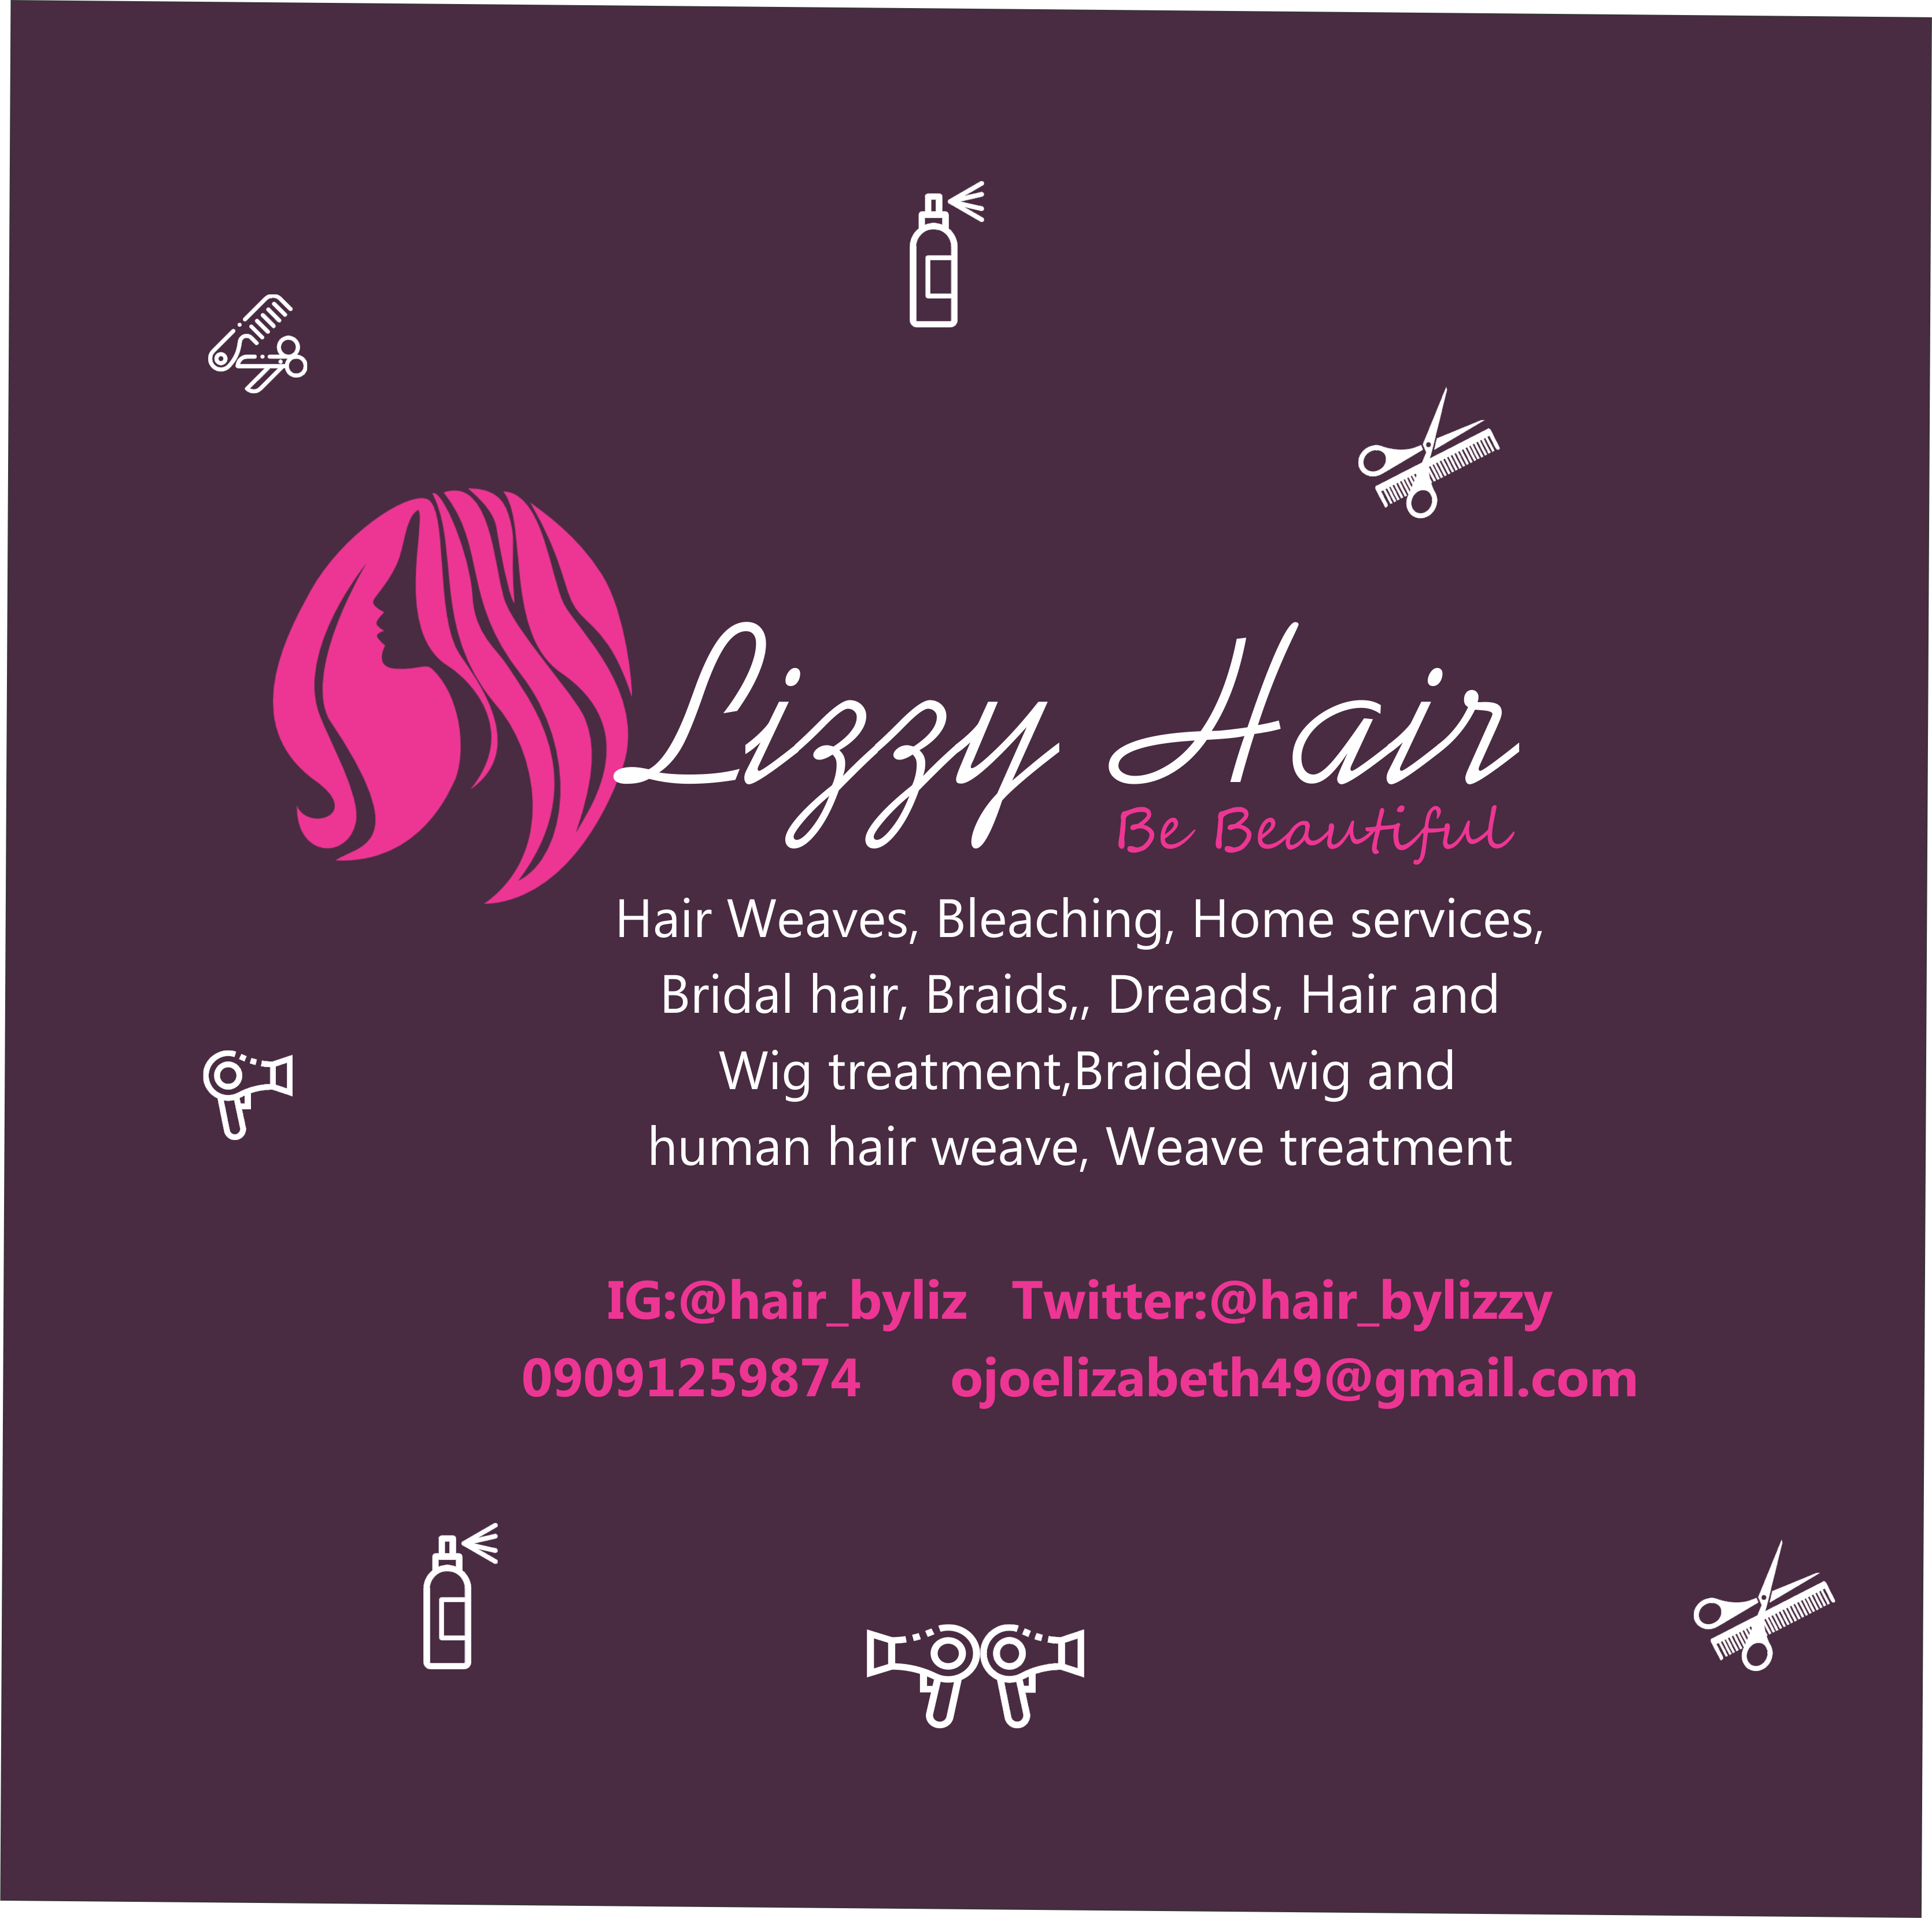 Lizzy Hair
Be Beautiful
Hair Weaves, Bleaching, Home services,
Bridal hair, Braids,, Dreads, Hair and
Wig treatment,Braided wig and
human hair weave, Weave treatment
IG:@hair_byliz Twitter:@hair_bylizzy
09091259874 ojoelizabeth49@gmail.com